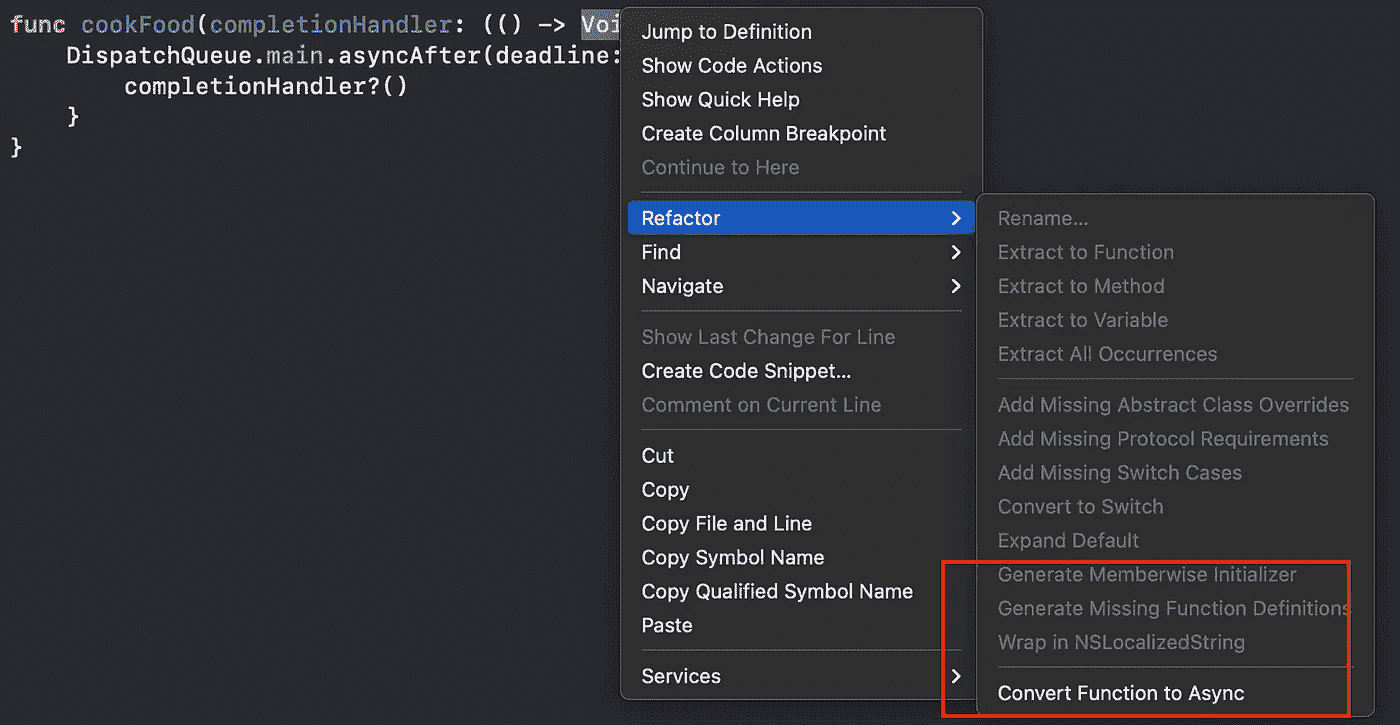 func cookFood(completionHandler: (() -> Voi
DispatchQueue.main.asyncAfter(deadline:
completionHandler?()
}
}
Jump to Definition
Show Code Actions
Show Quick Help
Create Column Breakpoint
Continue to Here
Refactor
Find
Navigate
Show Last Change For Line
Create Code Snippet...
Comment on Current Line
Cut
Copy
Copy File and Line
Copy Symbol Name
Copy Qualified Symbol Name
Paste
Services
Rename...
Extract to Function
Extract to Method
Extract to Variable
Extract All Occurrences
Add Missing Abstract Class Overrides
Add Missing Protocol Requirements
Add Missing Switch Cases
Convert to Switch
Expand Default
Generate Memberwise Initializer
Generate Missing Function Definitions
Wrap in NSLocalizedString
Convert Function to Async